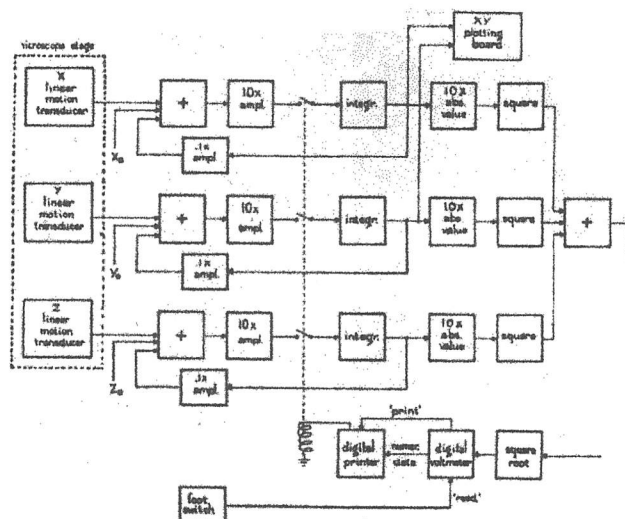 microscope stage
X
linear
motion
transducer
+
10x
ampl.
integr.
10x
abs.
value
square
XY
plotting
board
X₀
.1x
ampl.
Y
linear
motion
transducer
+
10x
ampl.
integr.
10x
abs
value
square
+
Y₀
.1x
ampl.
Z
linear
motion
transducer
+
10x
ampl.
integr.
10x
abs.
value
square
Z₀
.1x
ampl.
'print'
digital
printer
numer.
data
digital
voltmeter
square
root
foot
switch
'read'